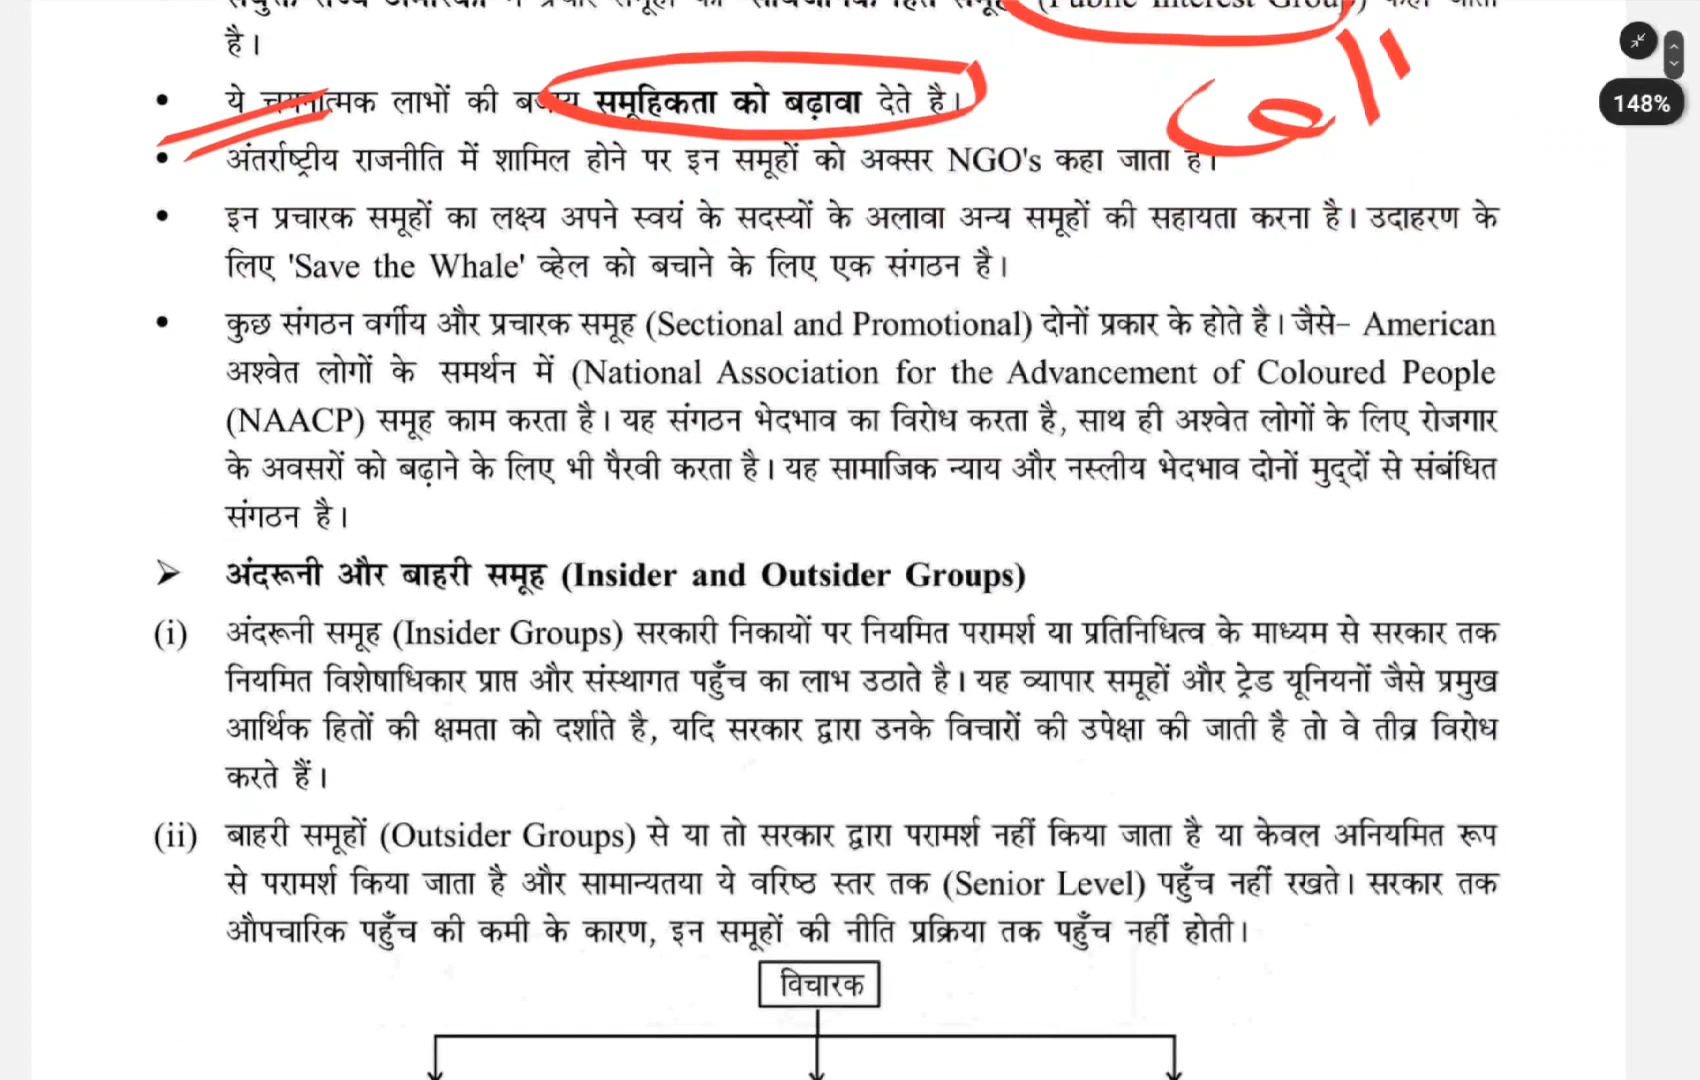 (Public Interest Group) कहा जाता
है।
• ये चयनात्मक लाभों की बजाय समूहिकता को बढ़ावा देते है।
• अंतर्राष्ट्रीय राजनीति में शामिल होने पर इन समूहों को अक्सर NGO's कहा जाता है।
• इन प्रचारक समूहों का लक्ष्य अपने स्वयं के सदस्यों के अलावा अन्य समूहों की सहायता करना है। उदाहरण के
लिए 'Save the Whale' व्हेल को बचाने के लिए एक संगठन है।
• कुछ संगठन वर्गीय और प्रचारक समूह (Sectional and Promotional) दोनों प्रकार के होते है। जैसे- American
अश्वेत लोगों के समर्थन में (National Association for the Advancement of Coloured People
(NAACP) समूह काम करता है। यह संगठन भेदभाव का विरोध करता है, साथ ही अश्वेत लोगों के लिए रोजगार
के अवसरों को बढ़ाने के लिए भी पैरवी करता है। यह सामाजिक न्याय और नस्लीय भेदभाव दोनों मुद्दों से संबंधित
संगठन है।
➢ अंदरूनी और बाहरी समूह (Insider and Outsider Groups)
(i) अंदरूनी समूह (Insider Groups) सरकारी निकायों पर नियमित परामर्श या प्रतिनिधित्व के माध्यम से सरकार तक
नियमित विशेषाधिकार प्राप्त और संस्थागत पहुँच का लाभ उठाते है। यह व्यापार समूहों और ट्रेड यूनियनों जैसे प्रमुख
आर्थिक हितों की क्षमता को दर्शाते है, यदि सरकार द्वारा उनके विचारों की उपेक्षा की जाती है तो वे तीव्र विरोध
करते हैं।
(ii) बाहरी समूहों (Outsider Groups) से या तो सरकार द्वारा परामर्श नहीं किया जाता है या केवल अनियमित रूप
से परामर्श किया जाता है और सामान्यतया ये वरिष्ठ स्तर तक (Senior Level) पहुँच नहीं रखते। सरकार तक
औपचारिक पहुँच की कमी के कारण, इन समूहों की नीति प्रक्रिया तक पहुँच नहीं होती।
विचारक
148%